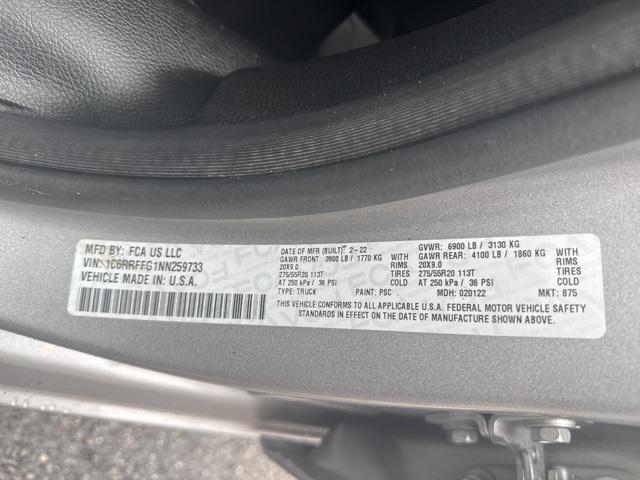 MFD BY: FCA US LLC
VIN: 1C6RRFFG1NN259733
VEHICLE MADE IN: U.S.A.
DATE OF MFR (BUILT): 2-22 GVWR: 6900 LB / 3130 KG
GAWR FRONT: 3900 LB / 1770 KG WITH GAWR REAR: 4100 LB / 1860 KG WITH
20X9.0 RIMS 20X9.0 RIMS
275/55R20 113T TIRES 275/55R20 113T TIRES
AT 250 kPa / 36 PSI COLD AT 250 kPa / 36 PSI COLD
TYPE: TRUCK PAINT: PSC MDH: 020122 MKT: 875
THIS VEHICLE CONFORMS TO ALL APPLICABLE U.S.A. FEDERAL MOTOR VEHICLE SAFETY
STANDARDS IN EFFECT ON THE DATE OF MANUFACTURE SHOWN ABOVE.